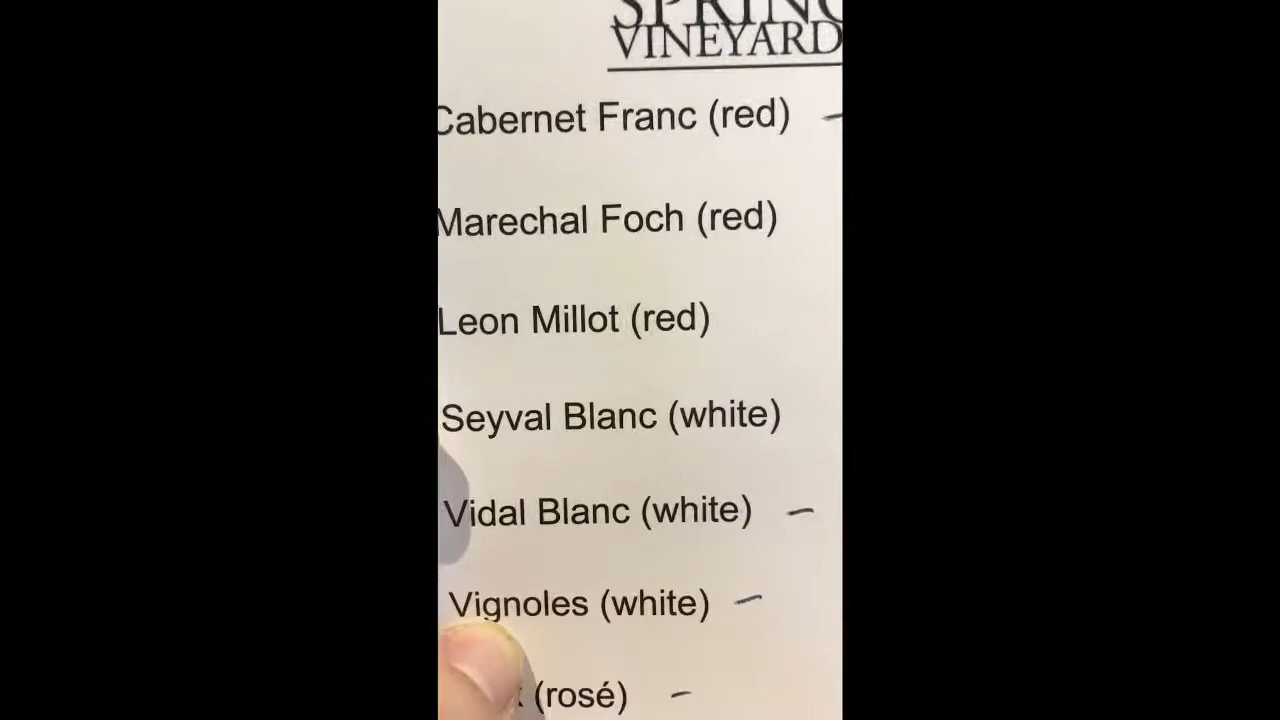 VINEYARD
Cabernet Franc (red) –
Marechal Foch (red)
Leon Millot (red)
Seyval Blanc (white)
Vidal Blanc (white) –
Vignoles (white) –
(rosé) –